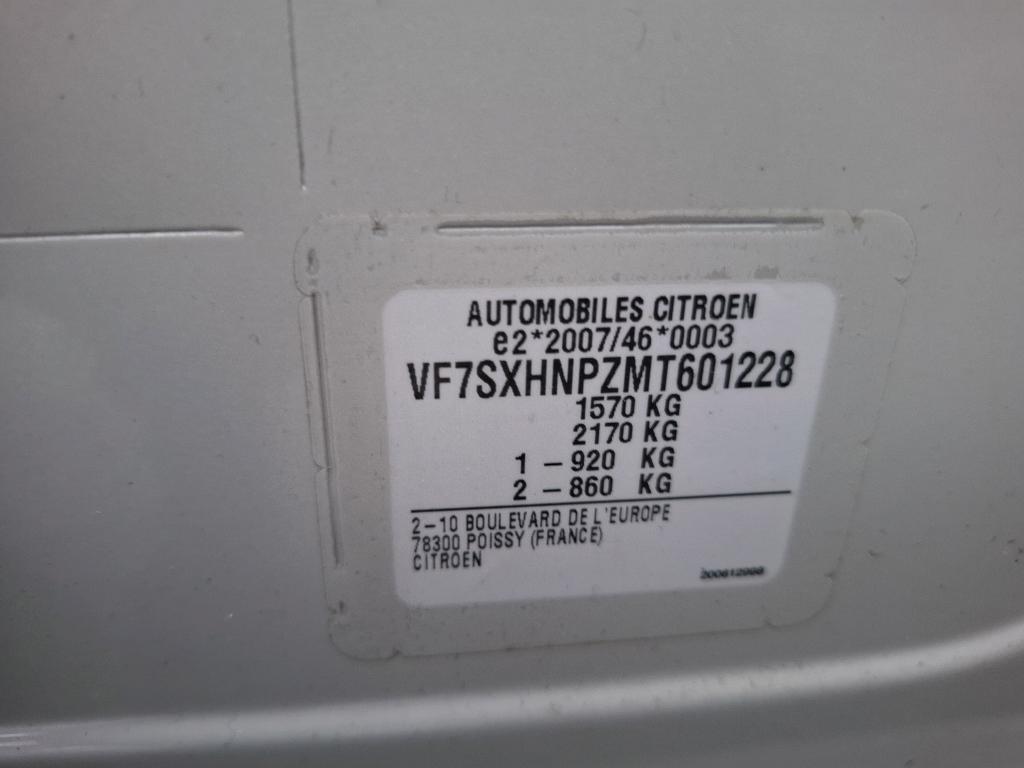 AUTOMOBILES CITROEN
e2*2007/46*0003
VF7SXHNPZMT601228
1570 KG
2170 KG
1 – 920 KG
2 – 860 KG
2–10 BOULEVARD DE L'EUROPE
78300 POISSY (FRANCE)
CITROEN